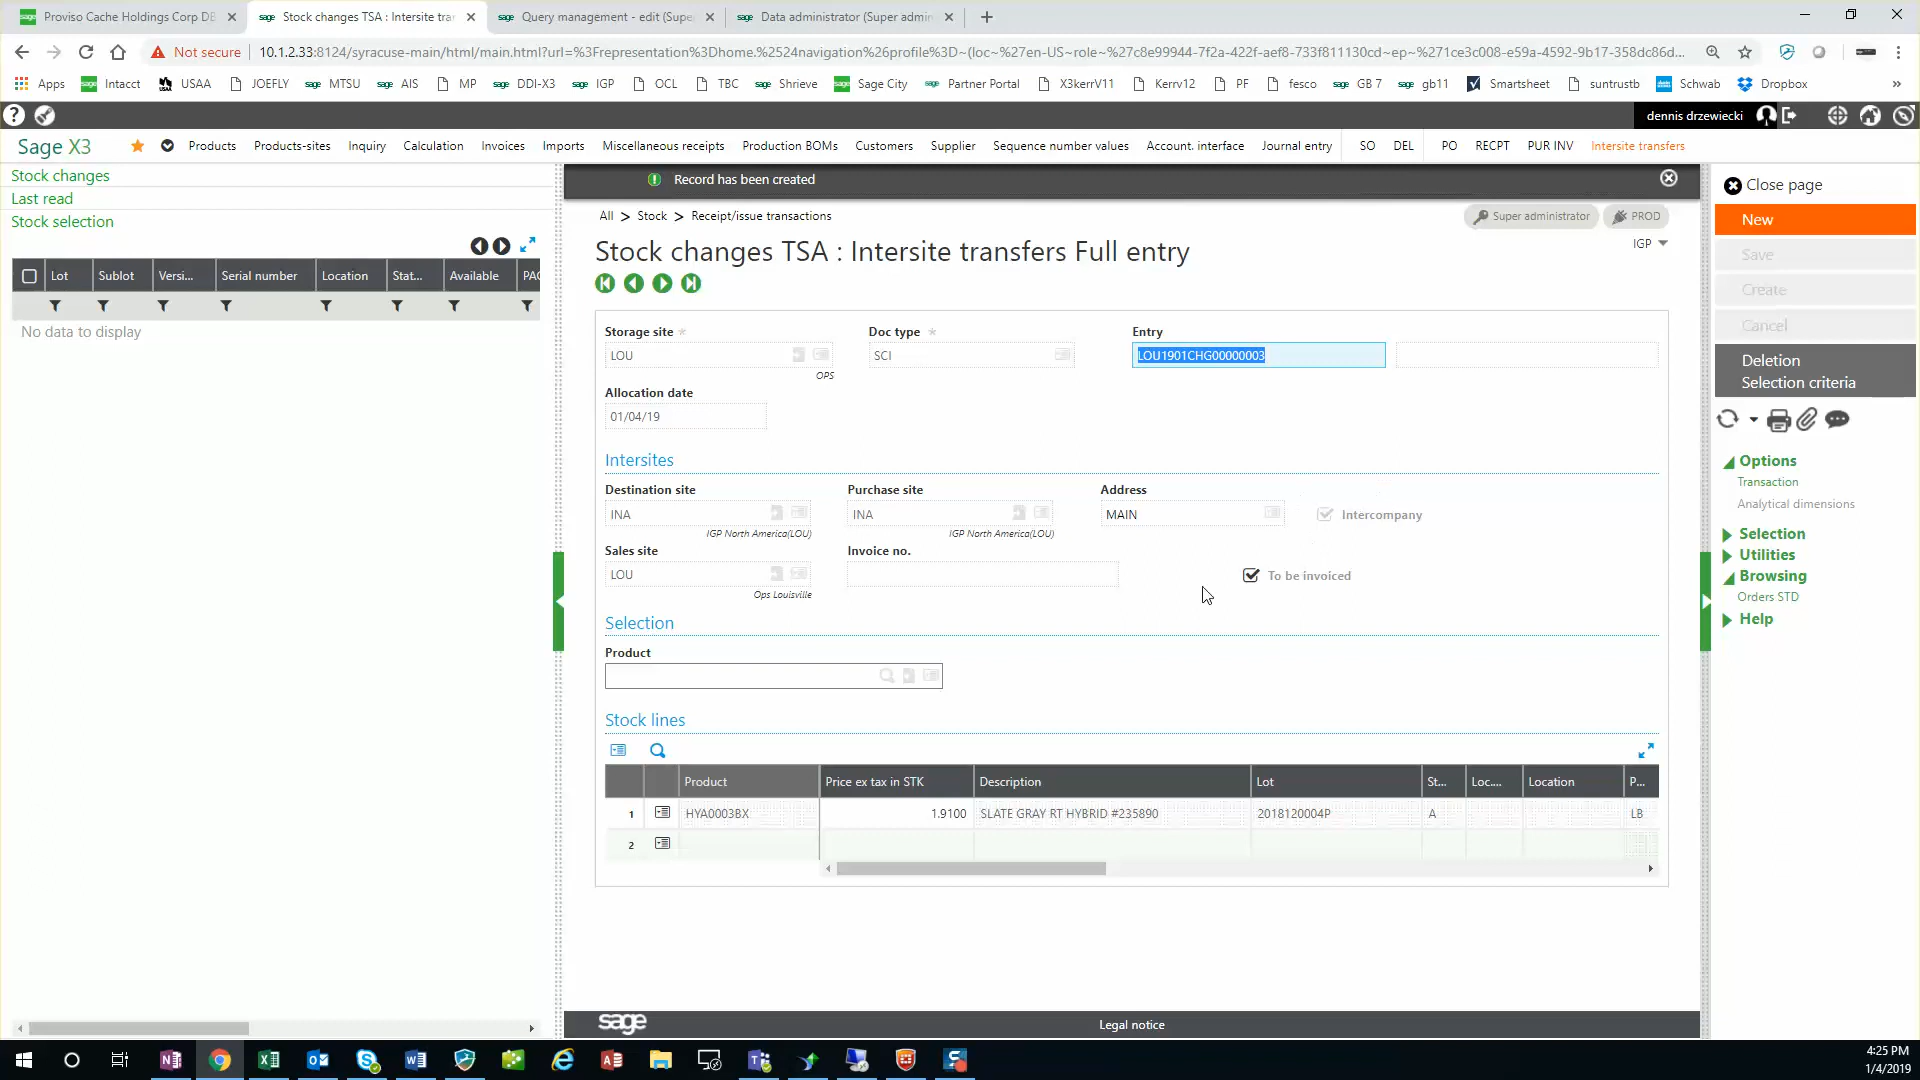 Proviso Cache Holdings Corp DB
Stock changes TSA : Intersite tra
Query management - edit (Supe
Data administrator (Super admin
Not secure
10.1.2.33:8124/syracuse-main/html/main.html?url=%3Frepresentation%3Dhome.%2524navigation%26profile%3D~(loc~%27en-US~role~%27c8e99944-7f2a-422f-aef8-733f811130cd~ep~%271ce3c008-e59a-4592-9b17-358dc86d...
Apps Intacct USAA JOEFLY MTSU AIS MP DDI-X3 IGP OCL TBC Shrieve Sage City Partner Portal X3kerrV11 Kerrv12 PF fesco GB 7 gb11 Smartsheet suntrustb Schwab Dropbox »
dennis drzewiecki
Sage X3
Products Products-sites Inquiry Calculation Invoices Imports Miscellaneous receipts Production BOMs Customers Supplier Sequence number values Account. interface Journal entry SO DEL PO RECPT PUR INV Intersite transfers
Stock changes
Last read
Stock selection
Lot Sublot Versi... Serial number Location Stat... Available PAC
No data to display
Record has been created
All > Stock > Receipt/issue transactions
Super administrator PROD
IGP
Stock changes TSA : Intersite transfers Full entry
Storage site * Doc type * Entry
LOU SCI LOU1901CHG00000003
OPS
Allocation date
01/04/19
Intersites
Destination site Purchase site Address
INA INA MAIN Intercompany
IGP North America(LOU) IGP North America(LOU)
Sales site Invoice no.
LOU To be invoiced
Ops Louisville
Selection
Product
Stock lines
Product Price ex tax in STK Description Lot St... Loc.... Location P...
1 HYA0003BX 1.9100 SLATE GRAY RT HYBRID #235890 2018120004P A LB
2
sage
Legal notice
Close page
New
Save
Create
Cancel
Deletion
Selection criteria
Options
Transaction
Analytical dimensions
Selection
Utilities
Browsing
Orders STD
Help
4:25 PM
1/4/2019